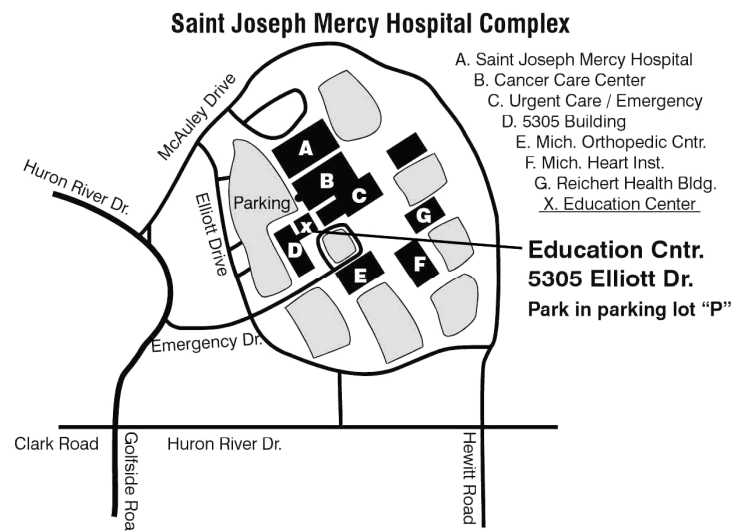 Saint Joseph Mercy Hospital Complex
A. Saint Joseph Mercy Hospital
B. Cancer Care Center
C. Urgent Care / Emergency
D. 5305 Building
E. Mich. Orthopedic Cntr.
F. Mich. Heart Inst.
G. Reichert Health Bldg.
X. Education Center
McAuley Drive
Huron River Dr.
Elliott Drive
Parking
A
B
C
X
D
G
E
F
Education Cntr.
5305 Elliott Dr.
Park in parking lot “P”
Emergency Dr.
Clark Road
Golfside Roa
Huron River Dr.
Hewitt Road